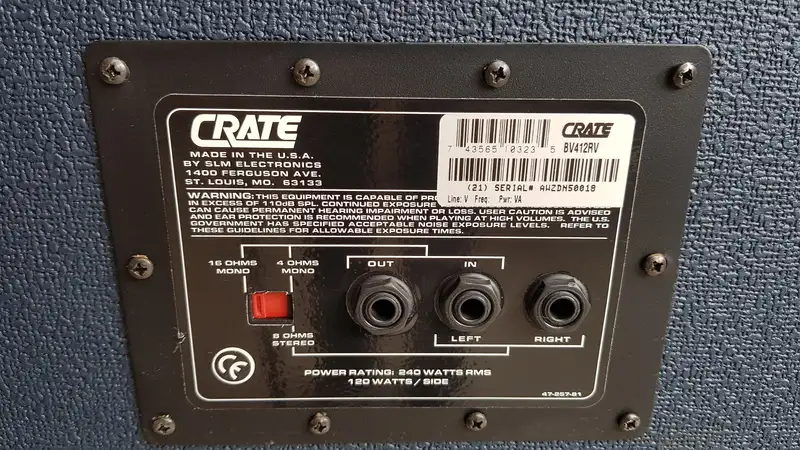 CRATE
MADE IN THE U.S.A.
BY SLM ELECTRONICS
1400 FERGUSON AVE.
ST. LOUIS, MO. 63133
7 43565 10323 5
CRATE
BV412RV
(21) SERIAL# AWZDM50018
Line: V Freq: Pwr: VA
WARNING: THIS EQUIPMENT IS CAPABLE OF
IN EXCESS OF 110dB SPL. CONTINUED EXPOSURE
CAN CAUSE PERMANENT HEARING IMPAIRMENT OR LOSS. USER CAUTION IS ADVISED
AND EAR PROTECTION IS RECOMMENDED WHEN PLAYING AT HIGH VOLUMES. THE U.S.
GOVERNMENT HAS SPECIFIED ACCEPTABLE NOISE EXPOSURE LEVELS. REFER TO
THESE GUIDELINES FOR ALLOWABLE EXPOSURE TIMES.
16 OHMS
MONO
4 OHMS
MONO
OUT
IN
8 OHMS
STEREO
LEFT
RIGHT
POWER RATING: 240 WATTS RMS
120 WATTS / SIDE
47-257-21